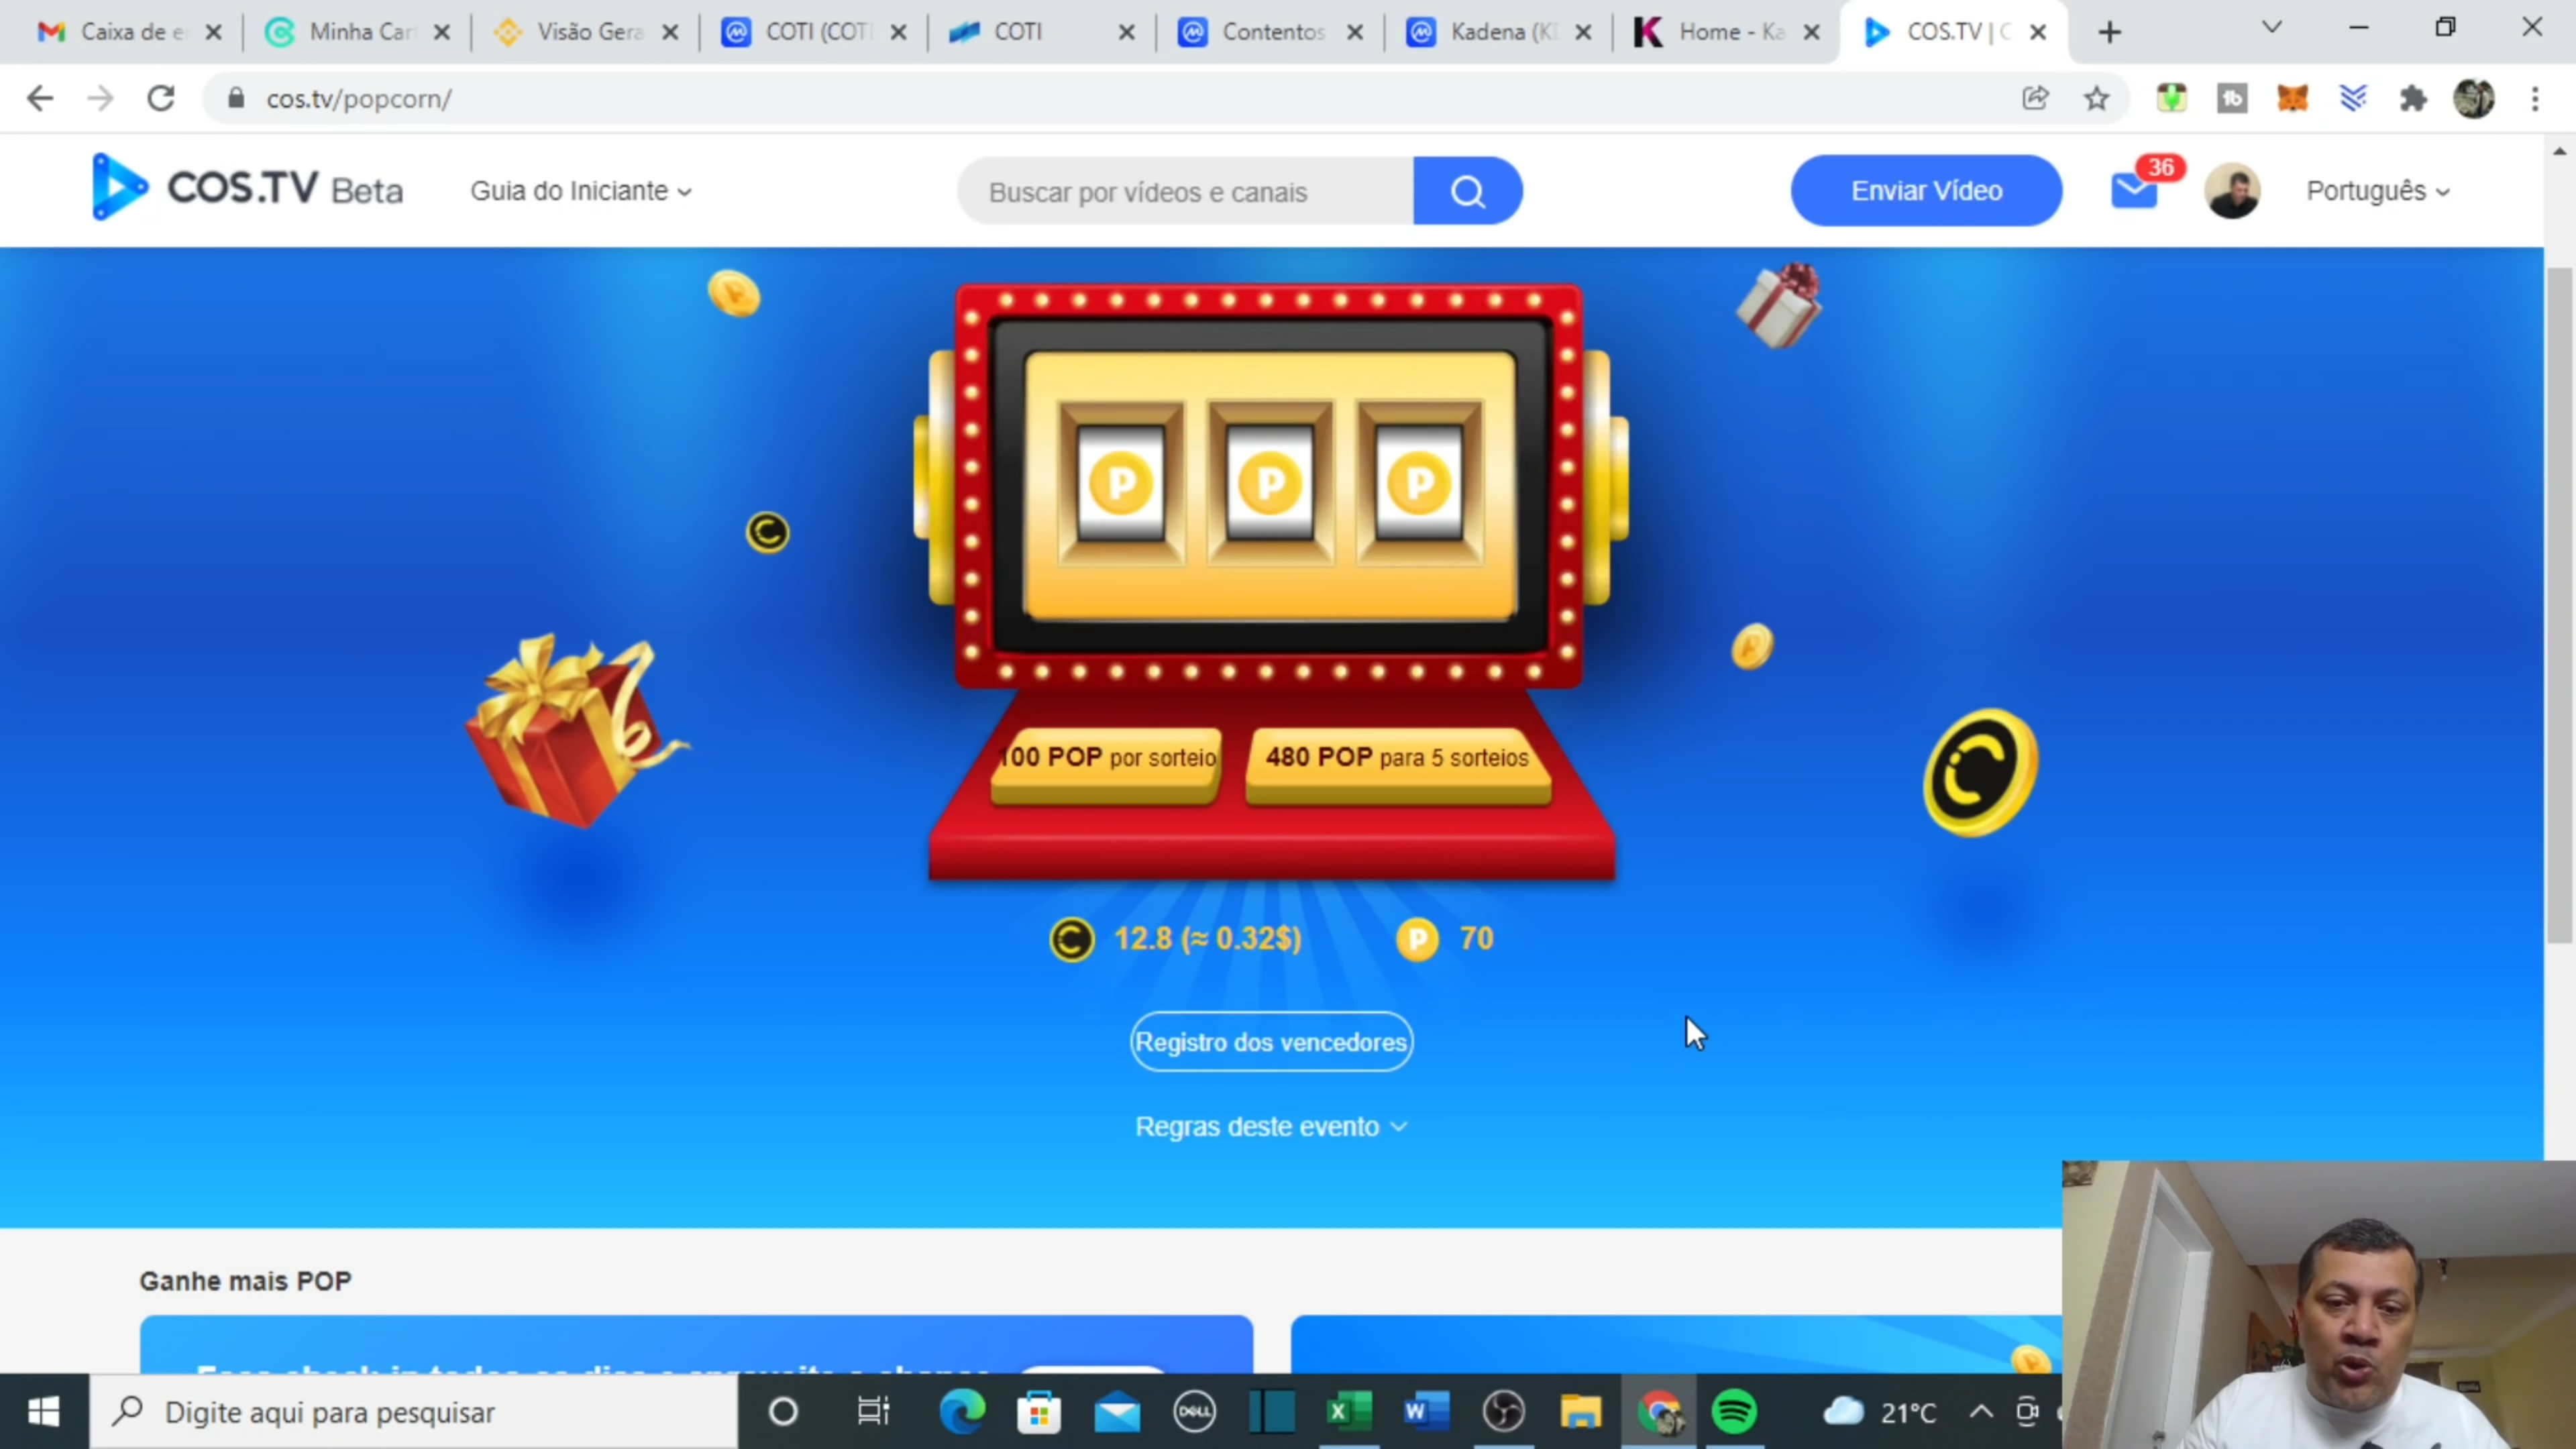 Caixa de e Minha Car Visão Gera COTI (COTI COTI Contentos Kadena (KD Home - Ka COS.TV | C
cos.tv/popcorn/
COS.TV Beta Guia do Iniciante Buscar por vídeos e canais Enviar Vídeo 36 Português
P P P
100 POP por sorteio 480 POP para 5 sorteios
12.8 (≈ 0.32$) P 70
Registro dos vencedores
Regras deste evento
Ganhe mais POP
Digite aqui para pesquisar DELL 21°C